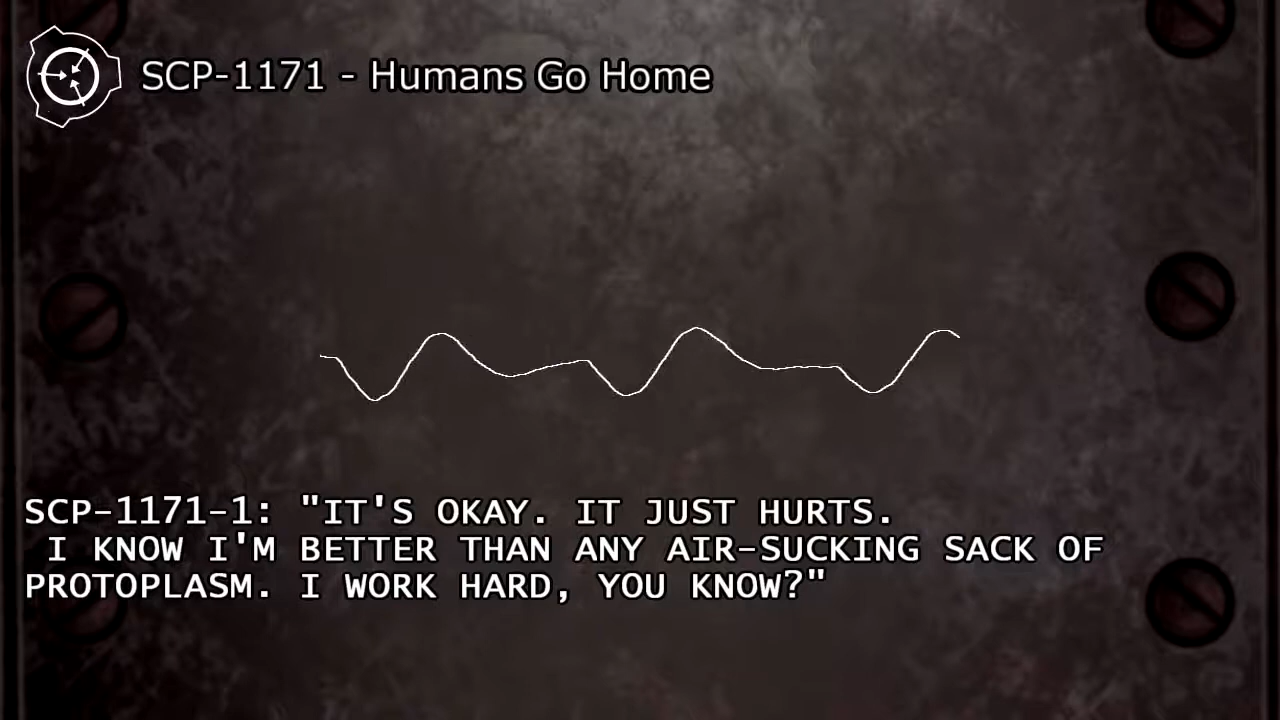 SCP-1171 - Humans Go Home
SCP-1171-1: "IT'S OKAY. IT JUST HURTS.
I KNOW I'M BETTER THAN ANY AIR-SUCKING SACK OF
PROTOPLASM. I WORK HARD, YOU KNOW?"